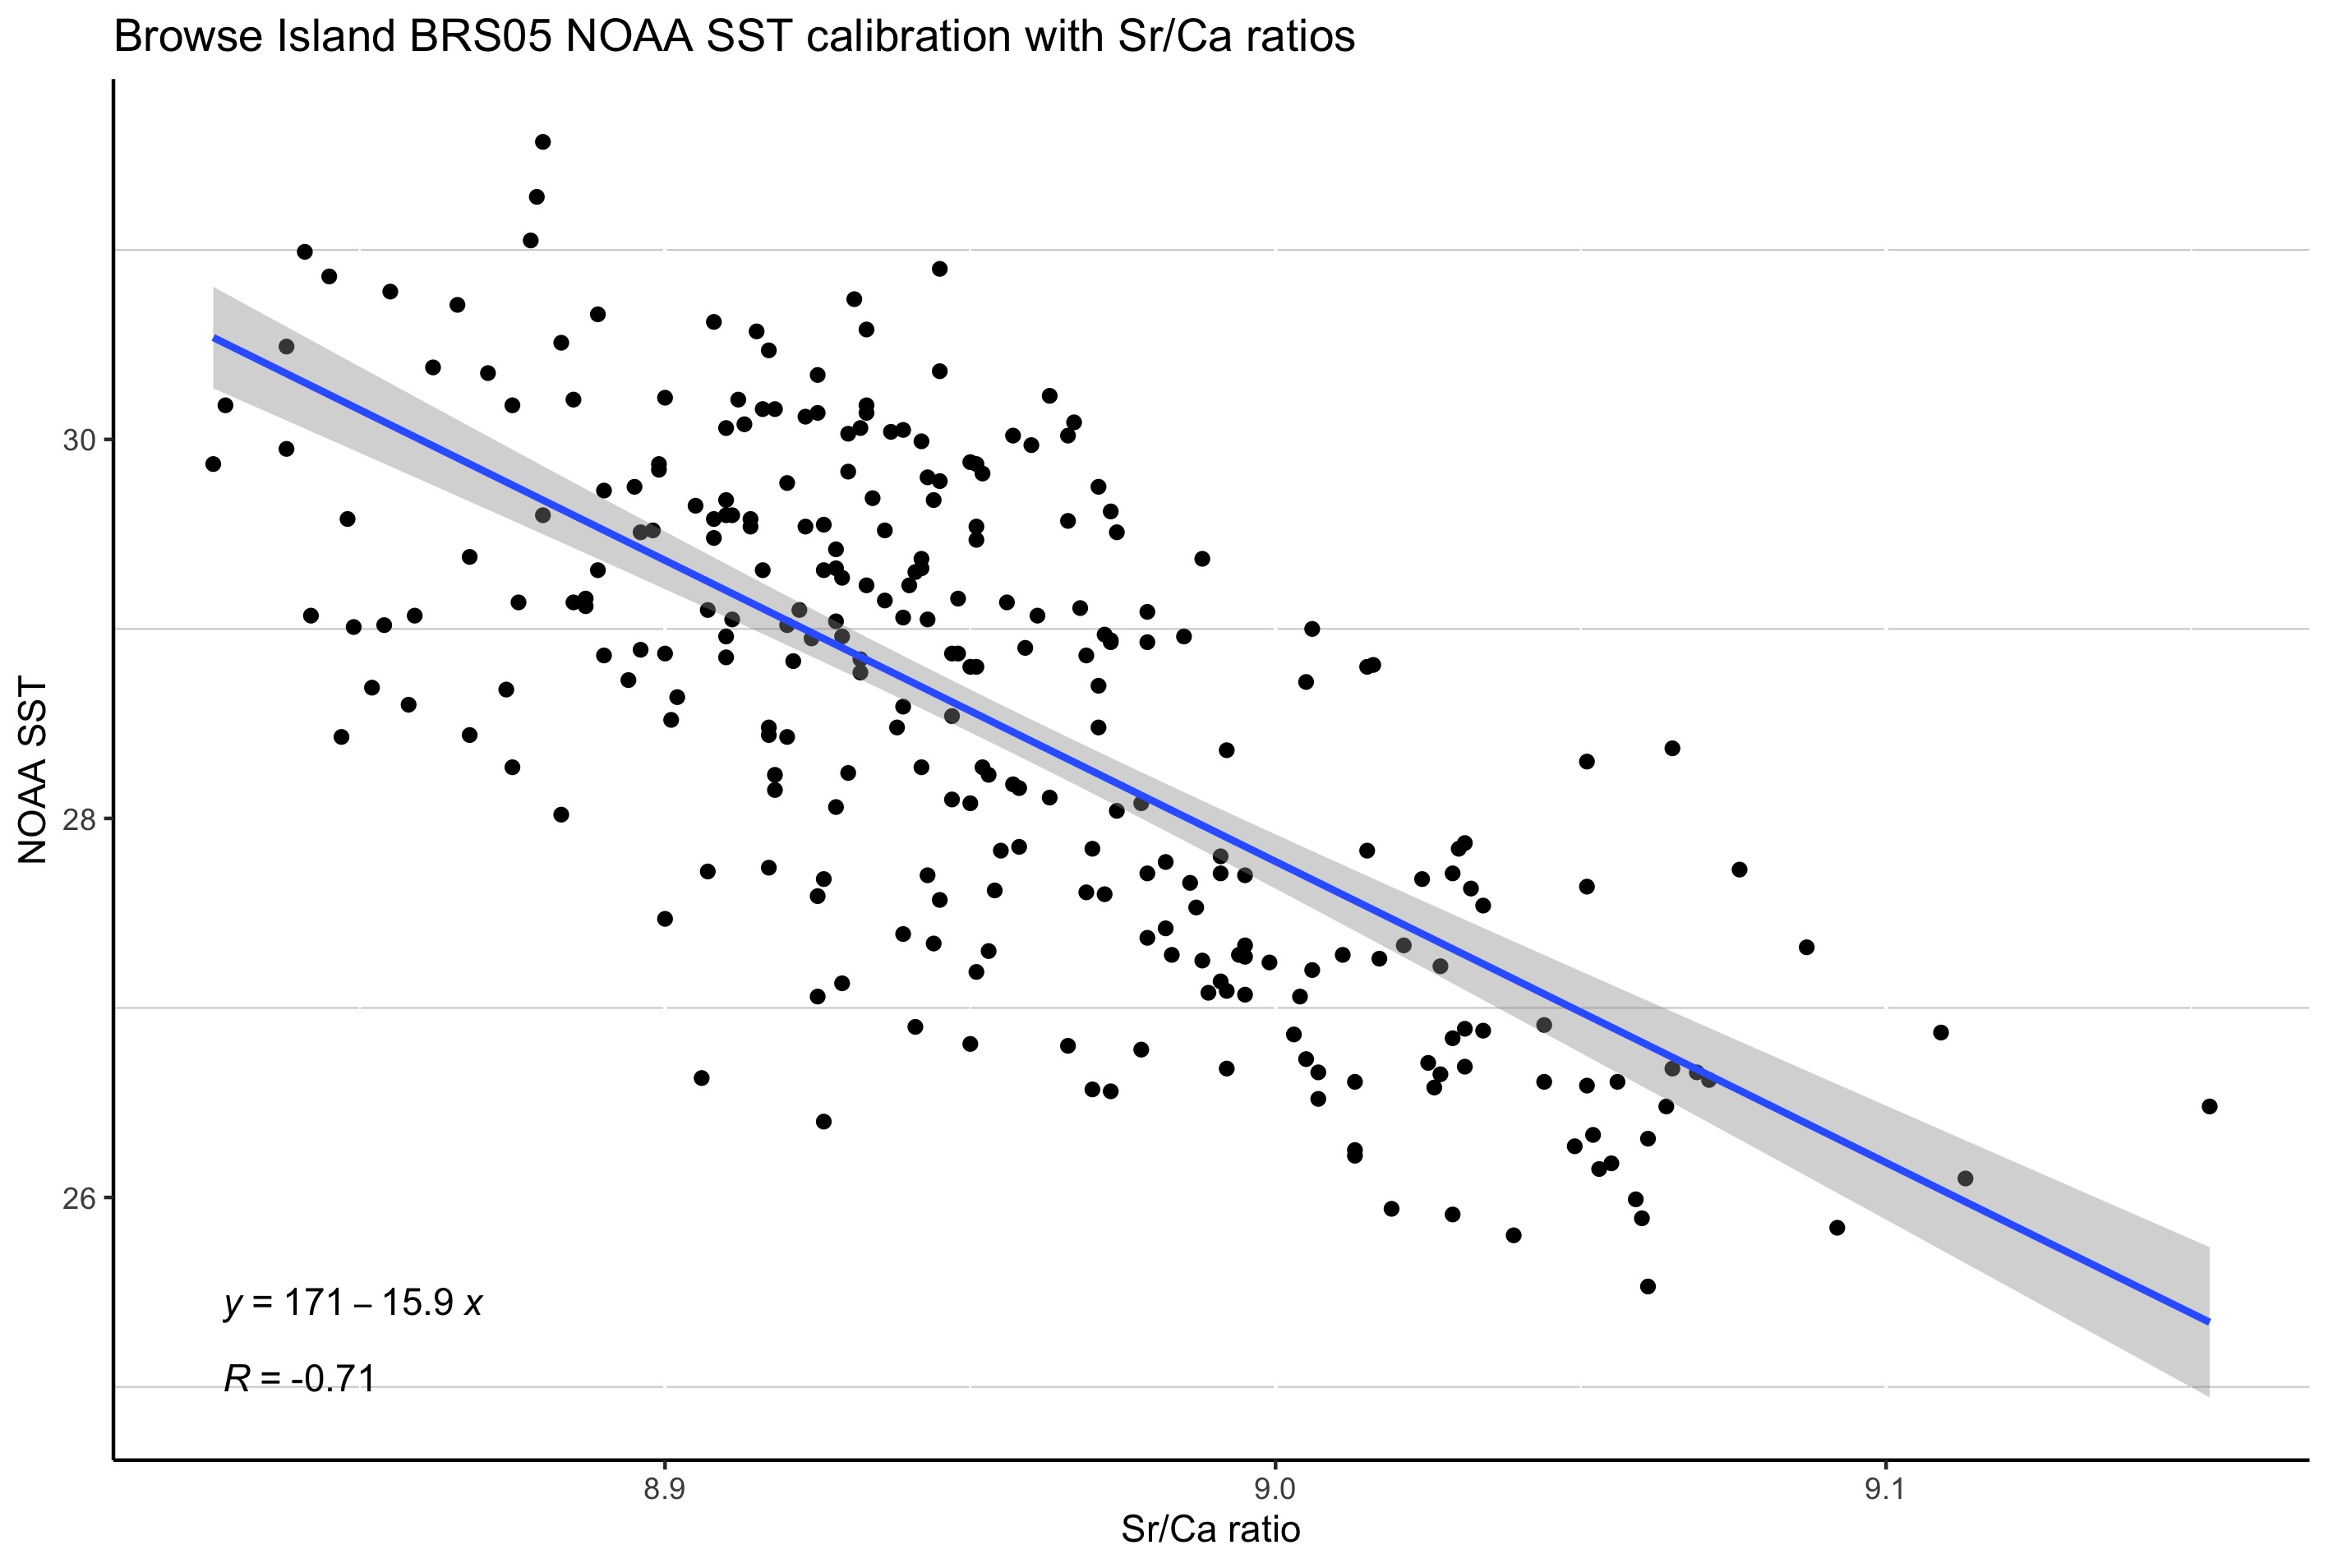 Browse Island BRS05 NOAA SST calibration with Sr/Ca ratios
NOAA SST
30
28
26
y = 171 – 15.9 x
R = -0.71
8.9
9.0
9.1
Sr/Ca ratio